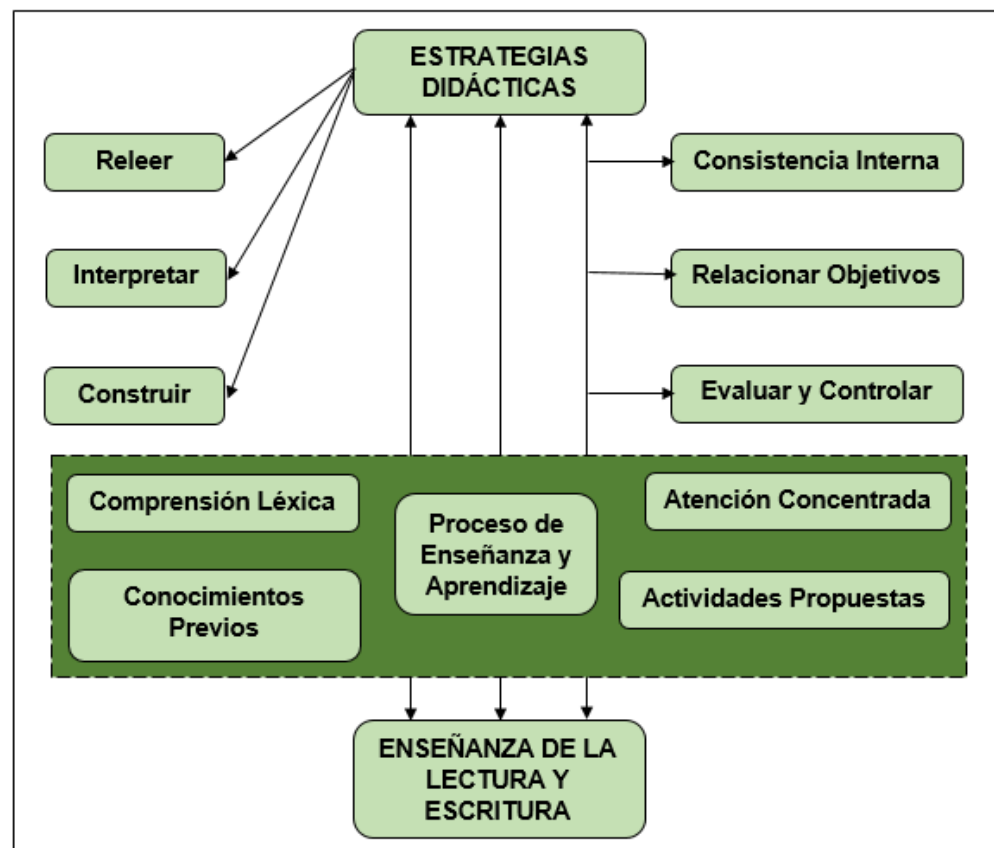 ESTRATEGIAS
DIDÁCTICAS
Releer
Consistencia Interna
Interpretar
Relacionar Objetivos
Construir
Evaluar y Controlar
Comprensión Léxica
Proceso de
Enseñanza y
Aprendizaje
Atención Concentrada
Conocimientos
Previos
Actividades Propuestas
ENSEÑANZA DE LA
LECTURA Y
ESCRITURA